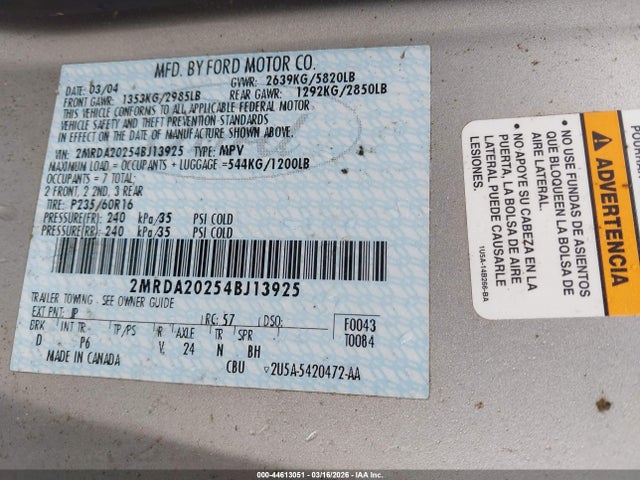 MFD. BY FORD MOTOR CO.
DATE: 03/04 GVWR: 2639KG/5820LB
FRONT GAWR: 1353KG/2985LB REAR GAWR: 1292KG/2850LB
THIS VEHICLE CONFORMS TO ALL APPLICABLE FEDERAL MOTOR
VEHICLE SAFETY AND THEFT PREVENTION STANDARDS
IN EFFECT ON THE DATE OF MANUFACTURE SHOWN ABOVE.
VIN: 2MRDA20254BJ13925 TYPE: MPV
MAXIMUM LOAD = OCCUPANTS + LUGGAGE =544KG/1200LB
OCCUPANTS = 7 TOTAL:
2 FRONT, 2 2ND, 3 REAR
TIRE: P235/60R16
PRESSURE(FR): 240 kPa/35 PSI COLD
PRESSURE(RR): 240 kPa/35 PSI COLD
2MRDA20254BJ13925
TRAILER TOWING - SEE OWNER GUIDE
EXT PNT: JP RC: 57 DSO: F0043
BRK INT TR TP/PS R AXLE TR SPR T0084
D P6 V 24 N BH
MADE IN CANADA CBU 2U5A-5420472-AA
ADVERTENCIA
• NO USE FUNDAS DE ASIENTOS
QUE BLOQUEEN LA BOLSA DE
AIRE LATERAL.
• NO APOYE SU CABEZA EN LA
PUERTA, LA BOLSA DE AIRE
LATERAL PUEDE CAUSARLE
LESIONES.
1U5A-14B266-BA
000-44613051 - 03/16/2026 - IAA Inc.